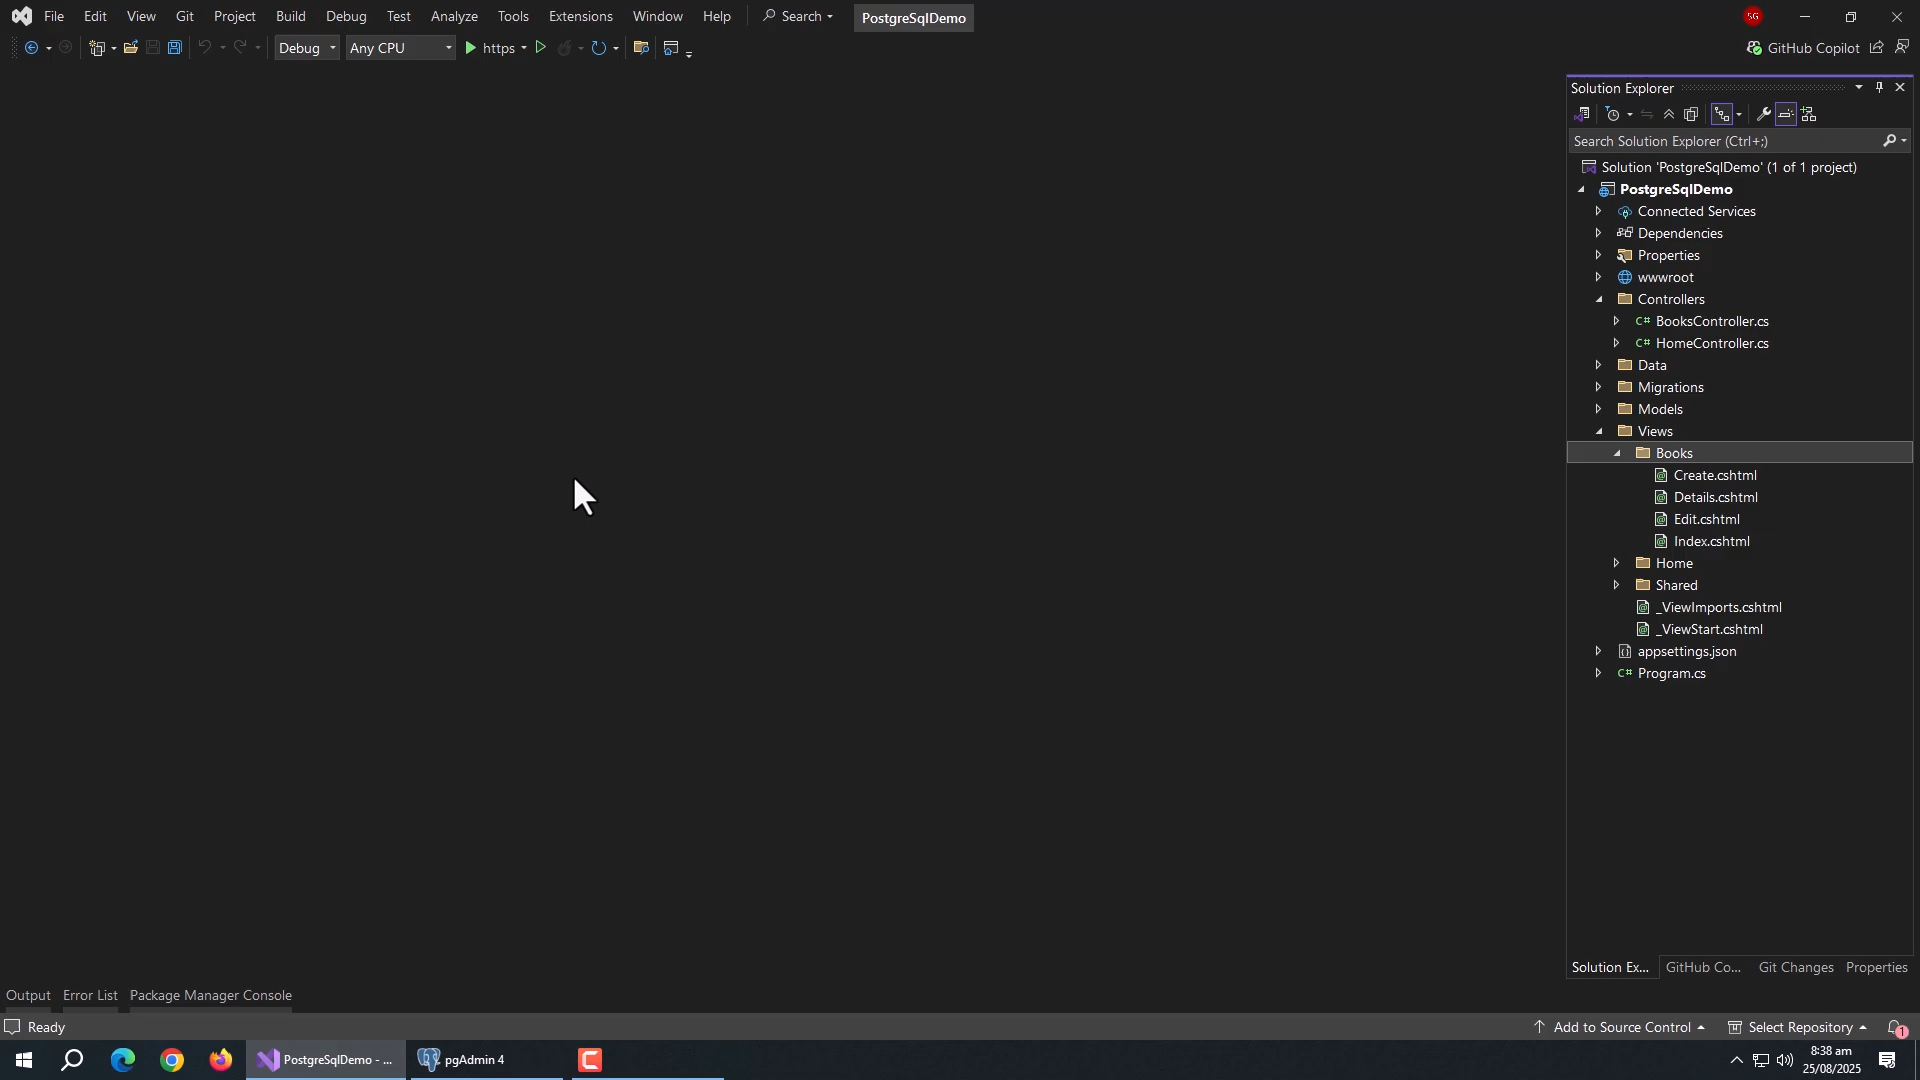 File Edit View Git Project Build Debug Test Analyze Tools Extensions Window Help Search PostgreSqlDemo SG
Debug Any CPU https GitHub Copilot
Solution Explorer
Search Solution Explorer (Ctrl+;)
Solution 'PostgreSqlDemo' (1 of 1 project)
PostgreSqlDemo
Connected Services
Dependencies
Properties
wwwroot
Controllers
C# BooksController.cs
C# HomeController.cs
Data
Migrations
Models
Views
Books
Create.cshtml
Details.cshtml
Edit.cshtml
Index.cshtml
Home
Shared
_ViewImports.cshtml
_ViewStart.cshtml
appsettings.json
C# Program.cs
Solution Ex... GitHub Co... Git Changes Properties
Output Error List Package Manager Console
Ready Add to Source Control Select Repository 1
PostgreSqlDemo - ... pgAdmin 4 8:38 am
25/08/2025